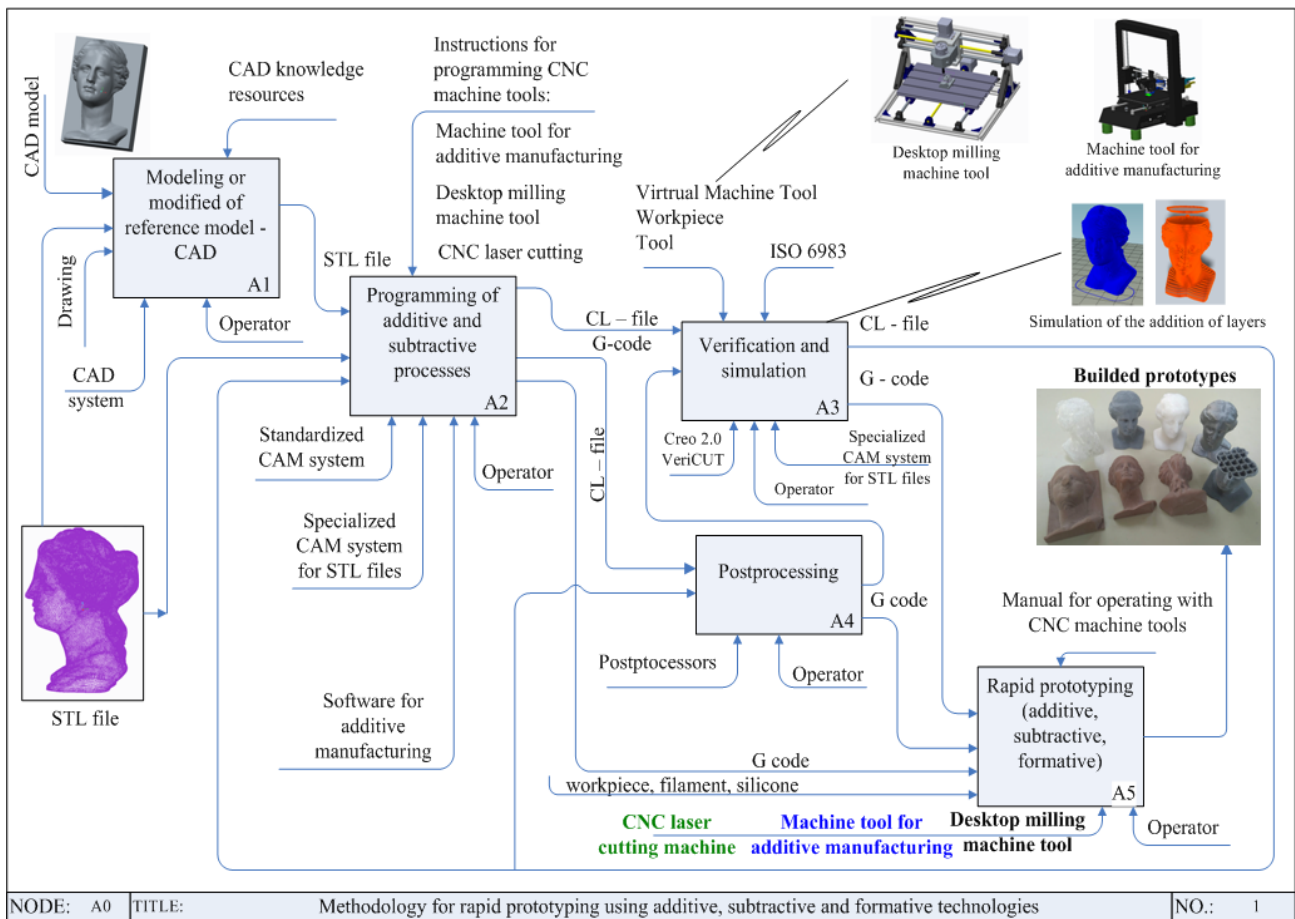 CAD model
CAD knowledge
resources
Instructions for
programming CNC
machine tools:
Machine tool for
additive manufacturing
Desktop milling
machine tool
CNC laser cutting
Desktop milling
machine tool
Machine tool for
additive manufacturing
Modeling or
modified of
reference model -
CAD
A1
Drawing
Operator
CAD
system
STL file
Virtrual Machine Tool
Workpiece
Tool
ISO 6983
Simulation of the addition of layers
Programming of
additive and
subtractive
processes
A2
CL – file
G-code
CL – file
Standardized
CAM system
Operator
Specialized
CAM system
for STL files
Software for
additive
manufacturing
Verification and
simulation
A3
CL - file
G - code
Creo 2.0
VeriCUT
Operator
Specialized
CAM system
for STL files
Builded prototypes
Postprocessing
A4
G code
Postptocessors
Operator
STL file
Manual for operating with
CNC machine tools
Rapid prototyping
(additive,
subtractive,
formative)
A5
G code
workpiece, filament, silicone
CNC laser
cutting machine
Machine tool for
additive manufacturing
Desktop milling
machine tool
Operator
NODE: A0 TITLE: Methodology for rapid prototyping using additive, subtractive and formative technologies NO.: 1